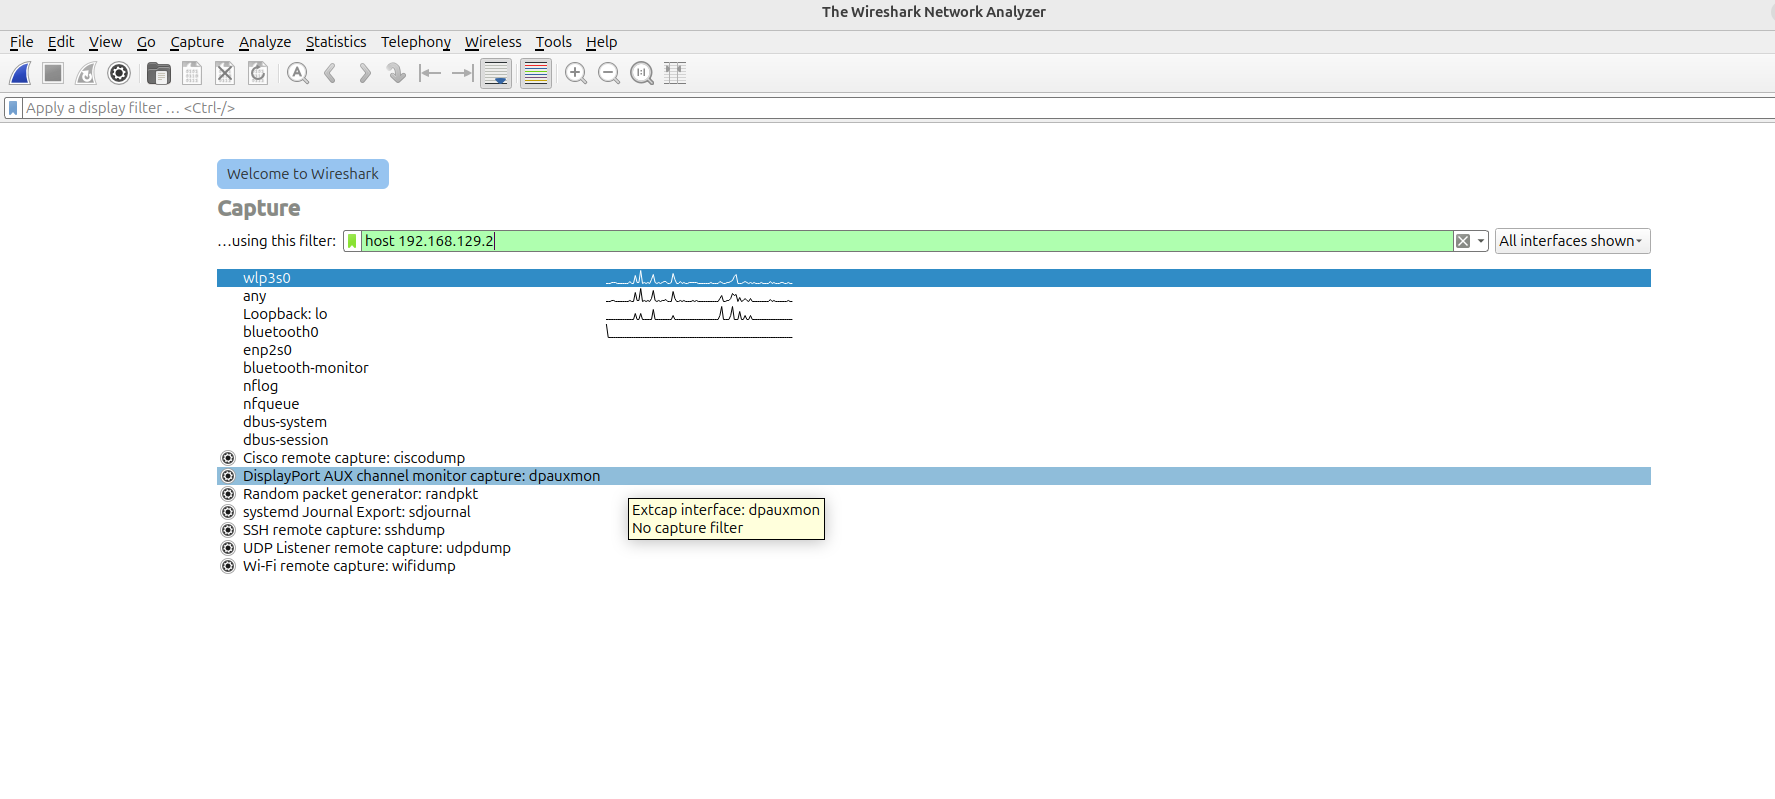 The Wireshark Network Analyzer
File Edit View Go Capture Analyze Statistics Telephony Wireless Tools Help
Apply a display filter … <Ctrl-/>
Welcome to Wireshark
Capture
…using this filter: host 192.168.129.2 All interfaces shown
wlp3s0
any
Loopback: lo
bluetooth0
enp2s0
bluetooth-monitor
nflog
nfqueue
dbus-system
dbus-session
Cisco remote capture: ciscodump
DisplayPort AUX channel monitor capture: dpauxmon
Random packet generator: randpkt
systemd Journal Export: sdjournal
SSH remote capture: sshdump
UDP Listener remote capture: udpdump
Wi-Fi remote capture: wifidump
Extcap interface: dpauxmon
No capture filter